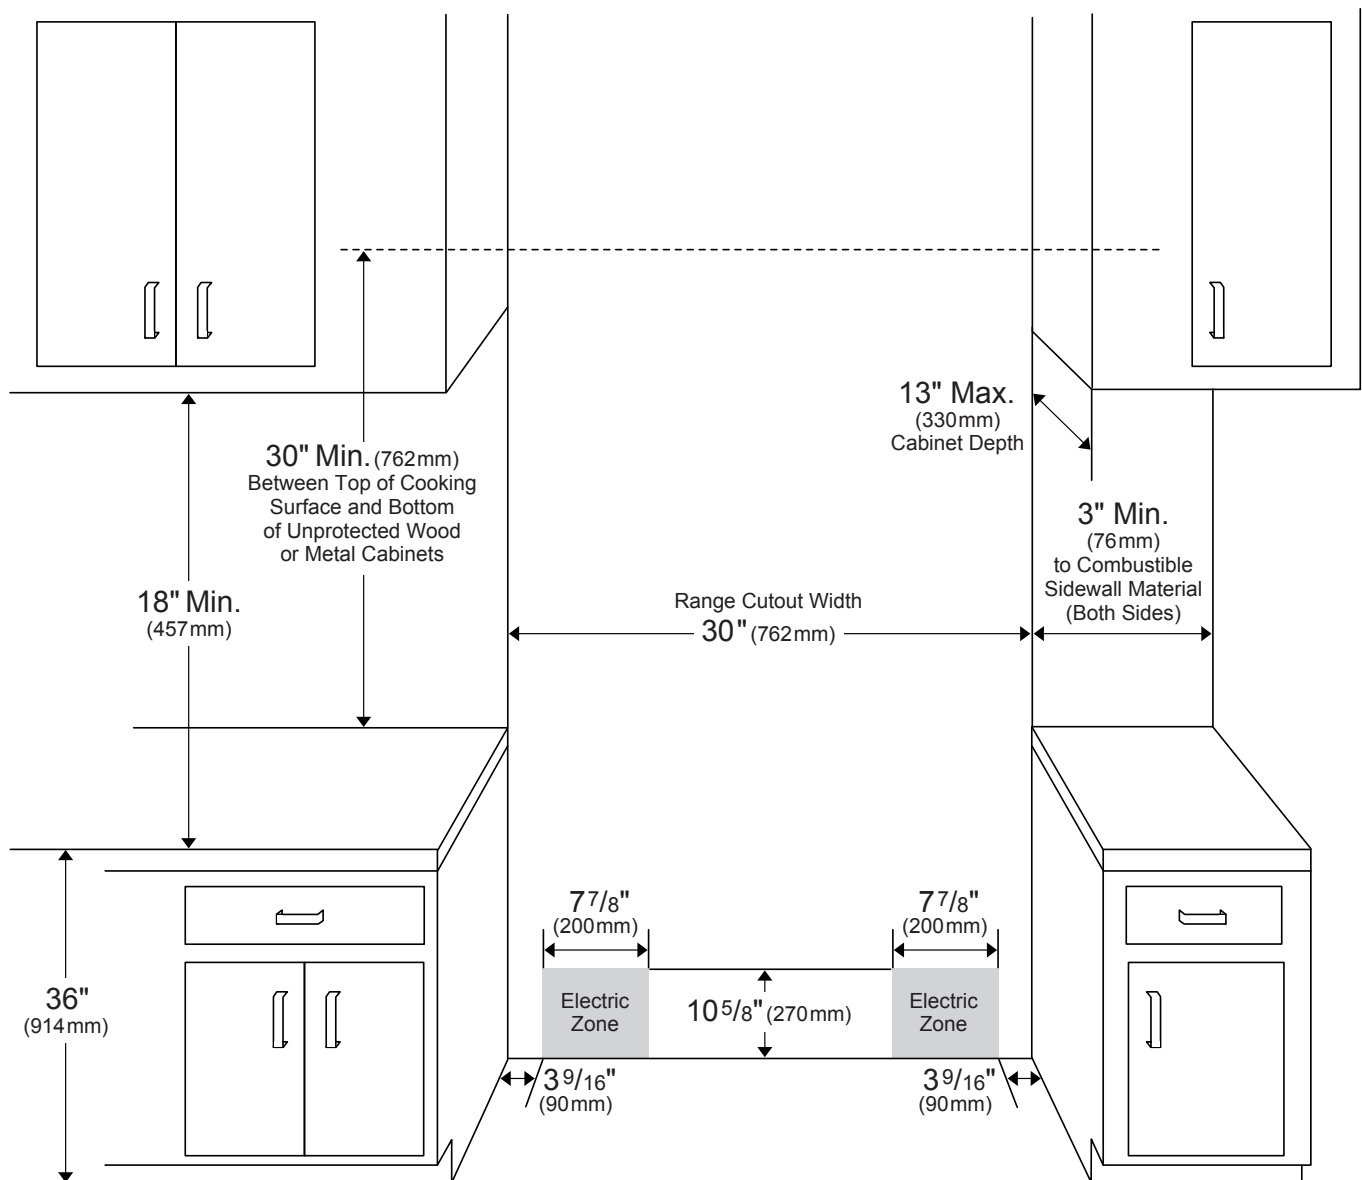 13" Max.
(330mm)
Cabinet Depth
30" Min. (762mm)
Between Top of Cooking
Surface and Bottom
of Unprotected Wood
or Metal Cabinets
3" Min.
(76mm)
to Combustible
Sidewall Material
(Both Sides)
18" Min.
(457mm)
Range Cutout Width
30" (762mm)
7 7/8"
(200mm)
7 7/8"
(200mm)
36"
(914mm)
Electric
Zone
10 5/8" (270mm)
Electric
Zone
3 9/16"
(90mm)
3 9/16"
(90mm)